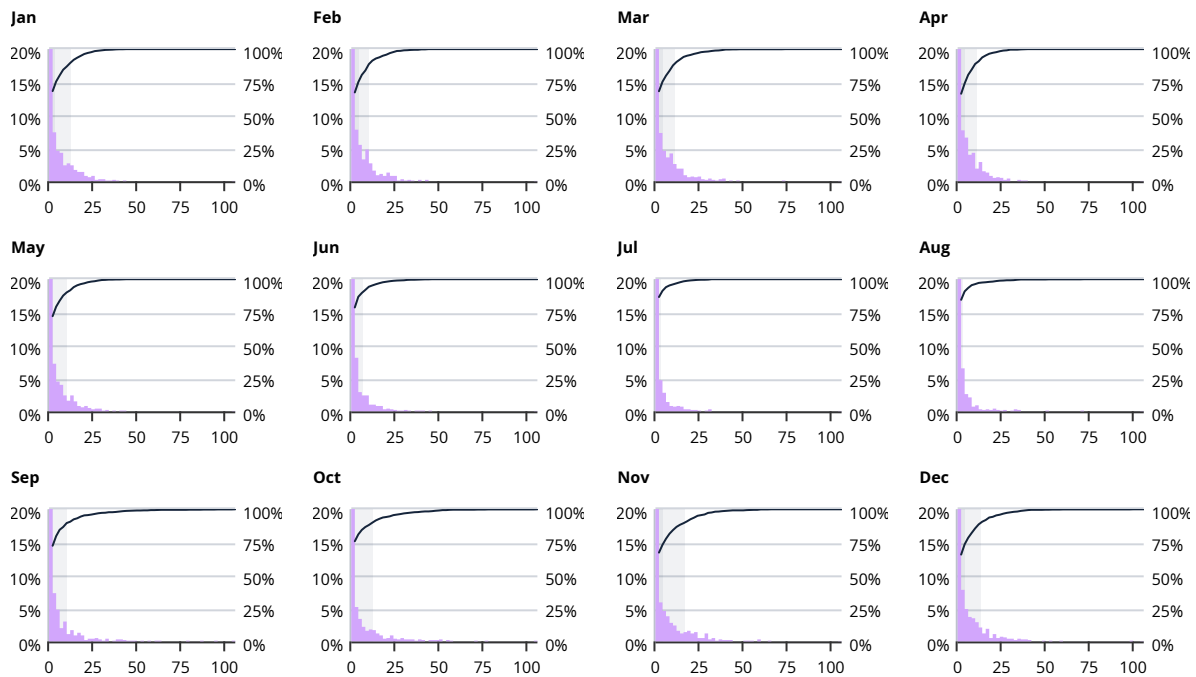 Jan Feb Mar Apr
20% 100% 20% 100% 20% 100% 20% 100%
15% 75% 15% 75% 15% 75% 15% 75%
10% 50% 10% 50% 10% 50% 10% 50%
5% 25% 5% 25% 5% 25% 5% 25%
0% 0% 0% 0% 0% 0% 0% 0%
0 25 50 75 100 0 25 50 75 100 0 25 50 75 100 0 25 50 75 100
May Jun Jul Aug
20% 100% 20% 100% 20% 100% 20% 100%
15% 75% 15% 75% 15% 75% 15% 75%
10% 50% 10% 50% 10% 50% 10% 50%
5% 25% 5% 25% 5% 25% 5% 25%
0% 0% 0% 0% 0% 0% 0% 0%
0 25 50 75 100 0 25 50 75 100 0 25 50 75 100 0 25 50 75 100
Sep Oct Nov Dec
20% 100% 20% 100% 20% 100% 20% 100%
15% 75% 15% 75% 15% 75% 15% 75%
10% 50% 10% 50% 10% 50% 10% 50%
5% 25% 5% 25% 5% 25% 5% 25%
0% 0% 0% 0% 0% 0% 0% 0%
0 25 50 75 100 0 25 50 75 100 0 25 50 75 100 0 25 50 75 100